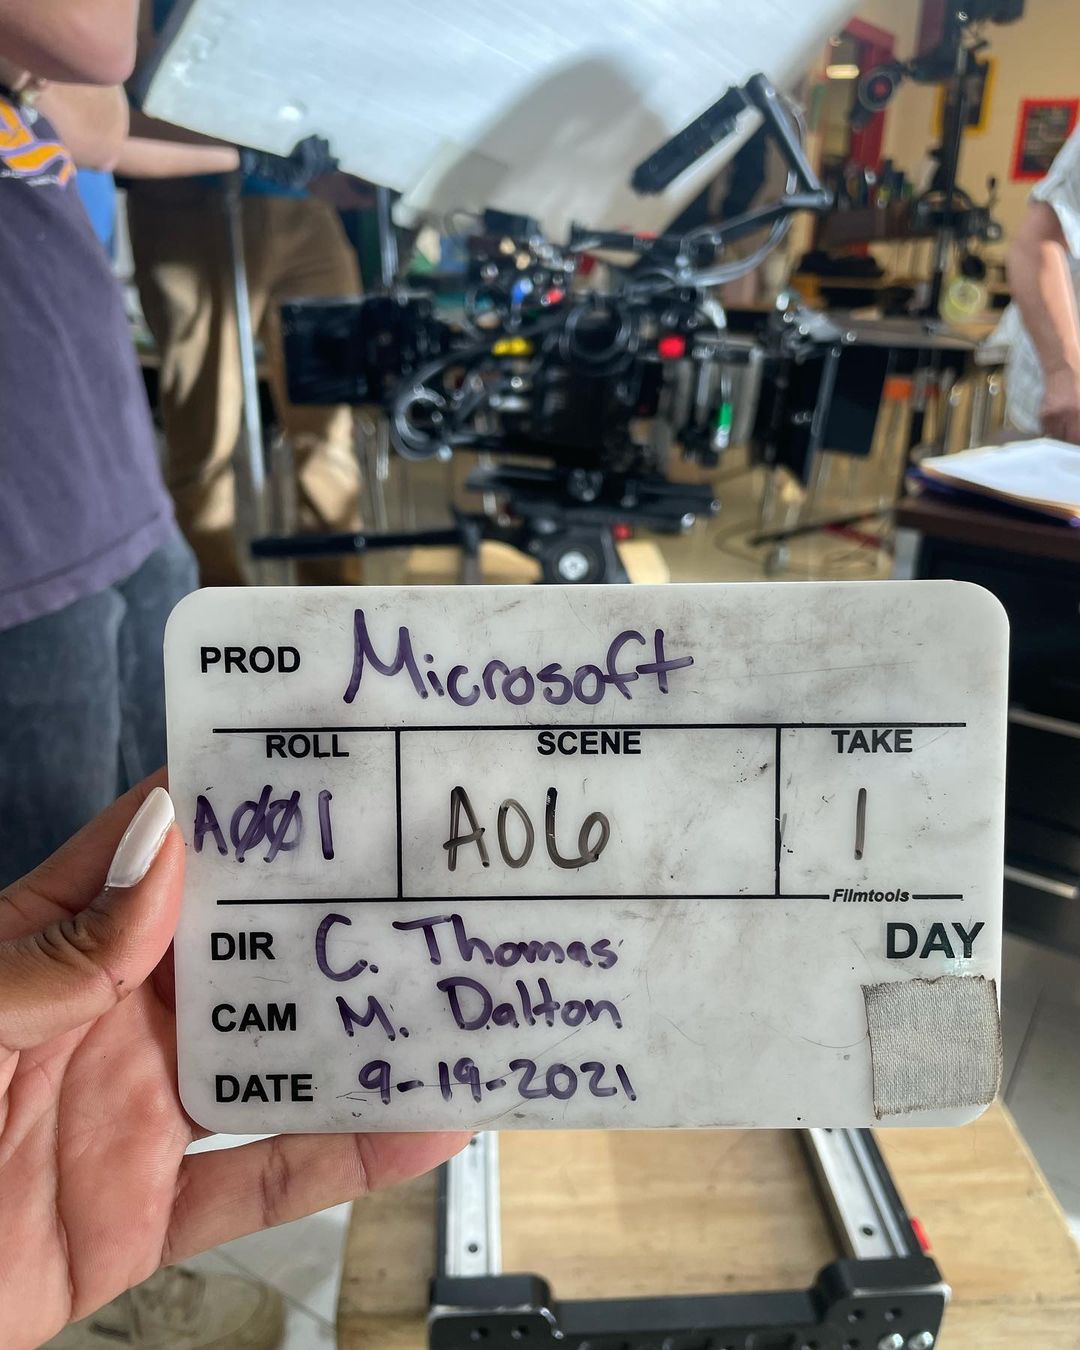 PROD Microsoft
ROLL SCENE TAKE
A001 A06 1
Filmtools
DIR C. Thomas DAY
CAM M. Dalton
DATE 9-19-2021